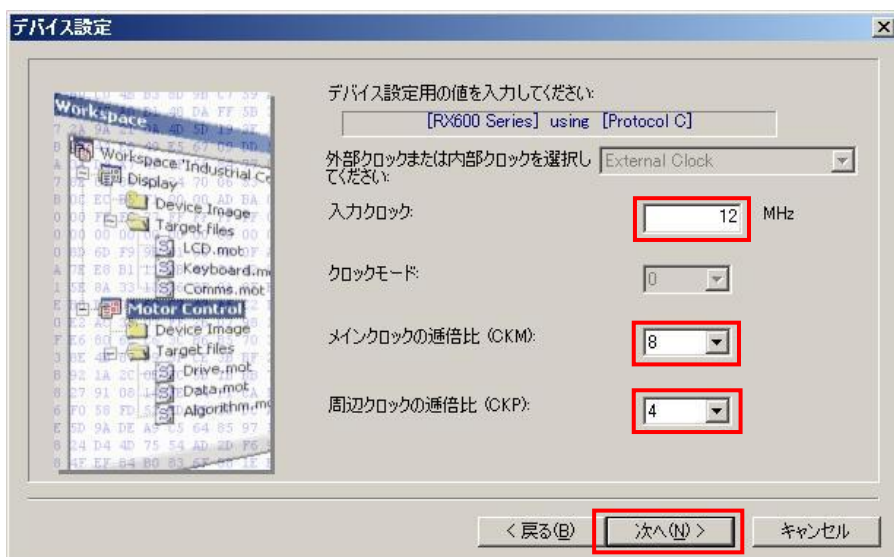 デバイス設定
デバイス設定用の値を入力してください:
[RX600 Series] using [Protocol C]
外部クロックまたは内部クロックを選択し
てください:
External Clock
入力クロック:
12
MHz
クロックモード:
0
メインクロックの逓倍比 (CKM):
8
周辺クロックの逓倍比 (CKP):
4
Workspace
Workspace 'Industrial Co
Display
Device Image
Target files
LCD.mot
Keyboard.m
Comms.mot
Motor Control
Device Image
Target files
Drive.mot
Data.mot
Algorithm.mo
< 戻る(B)
次へ(N) >
キャンセル